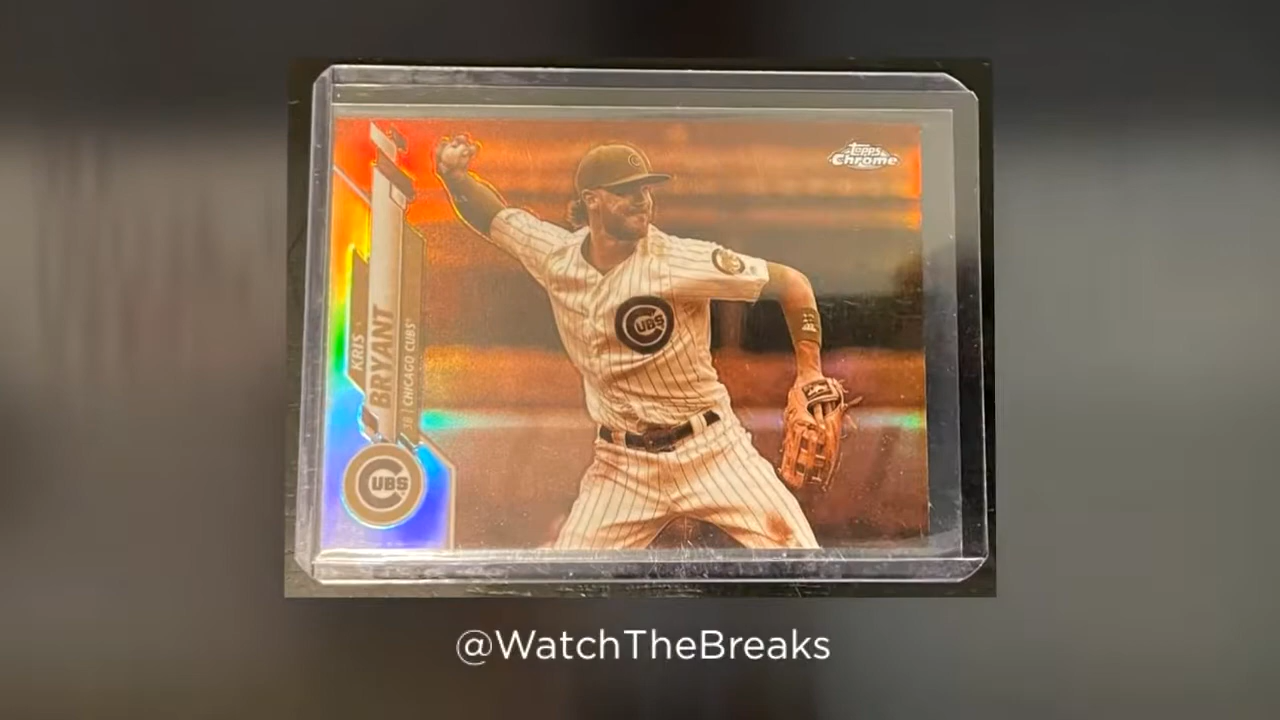 Topps
Chrome
KRIS
BRYANT
3B | CHICAGO CUBS®
CUBS
CUBS
@WatchTheBreaks